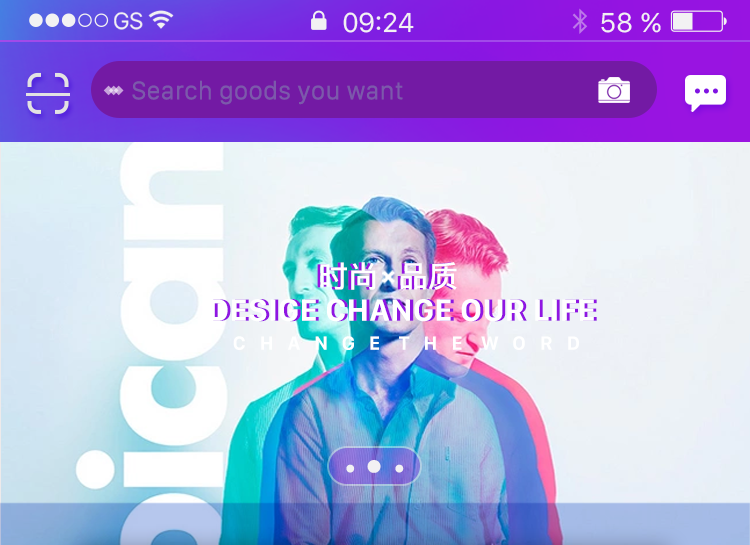 GS 09:24 58 %
Search goods you want
时尚×品质
DESIGE CHANGE OUR LIFE
CHANGE THE WORD
pican